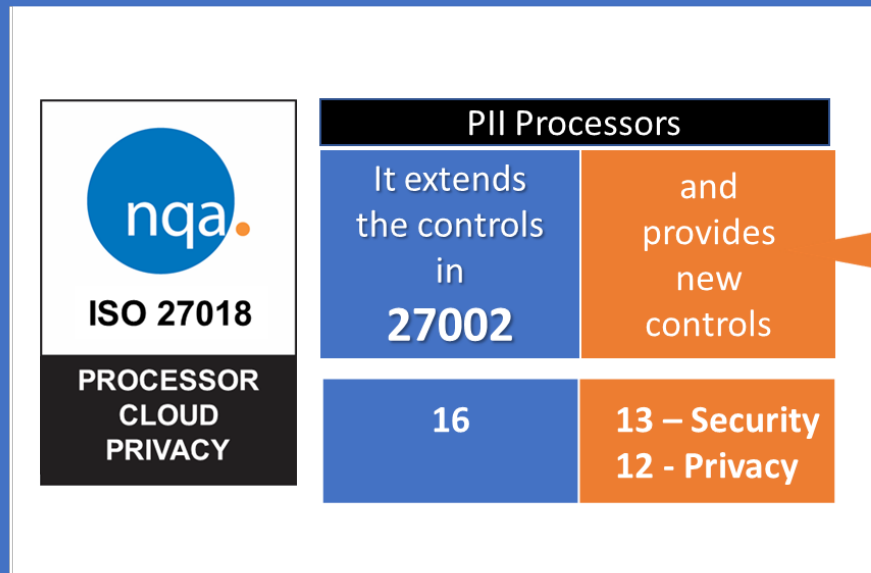 nqa.
ISO 27018
PROCESSOR
CLOUD
PRIVACY
PII Processors
It extends
the controls
in
27002
and
provides
new
controls
16
13 – Security
12 - Privacy